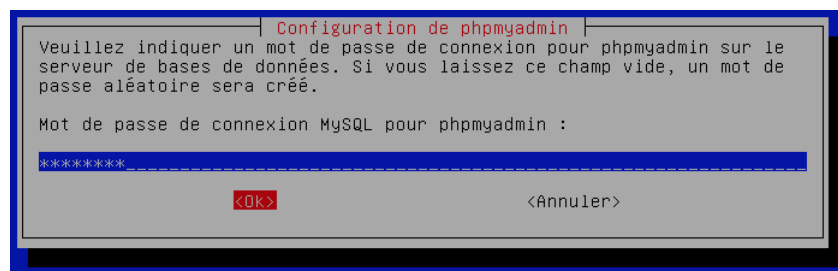 Configuration de phpmyadmin
Veuillez indiquer un mot de passe de connexion pour phpmyadmin sur le
serveur de bases de données. Si vous laissez ce champ vide, un mot de
passe aléatoire sera créé.
Mot de passe de connexion MySQL pour phpmyadmin :
********
<Ok> <Annuler>